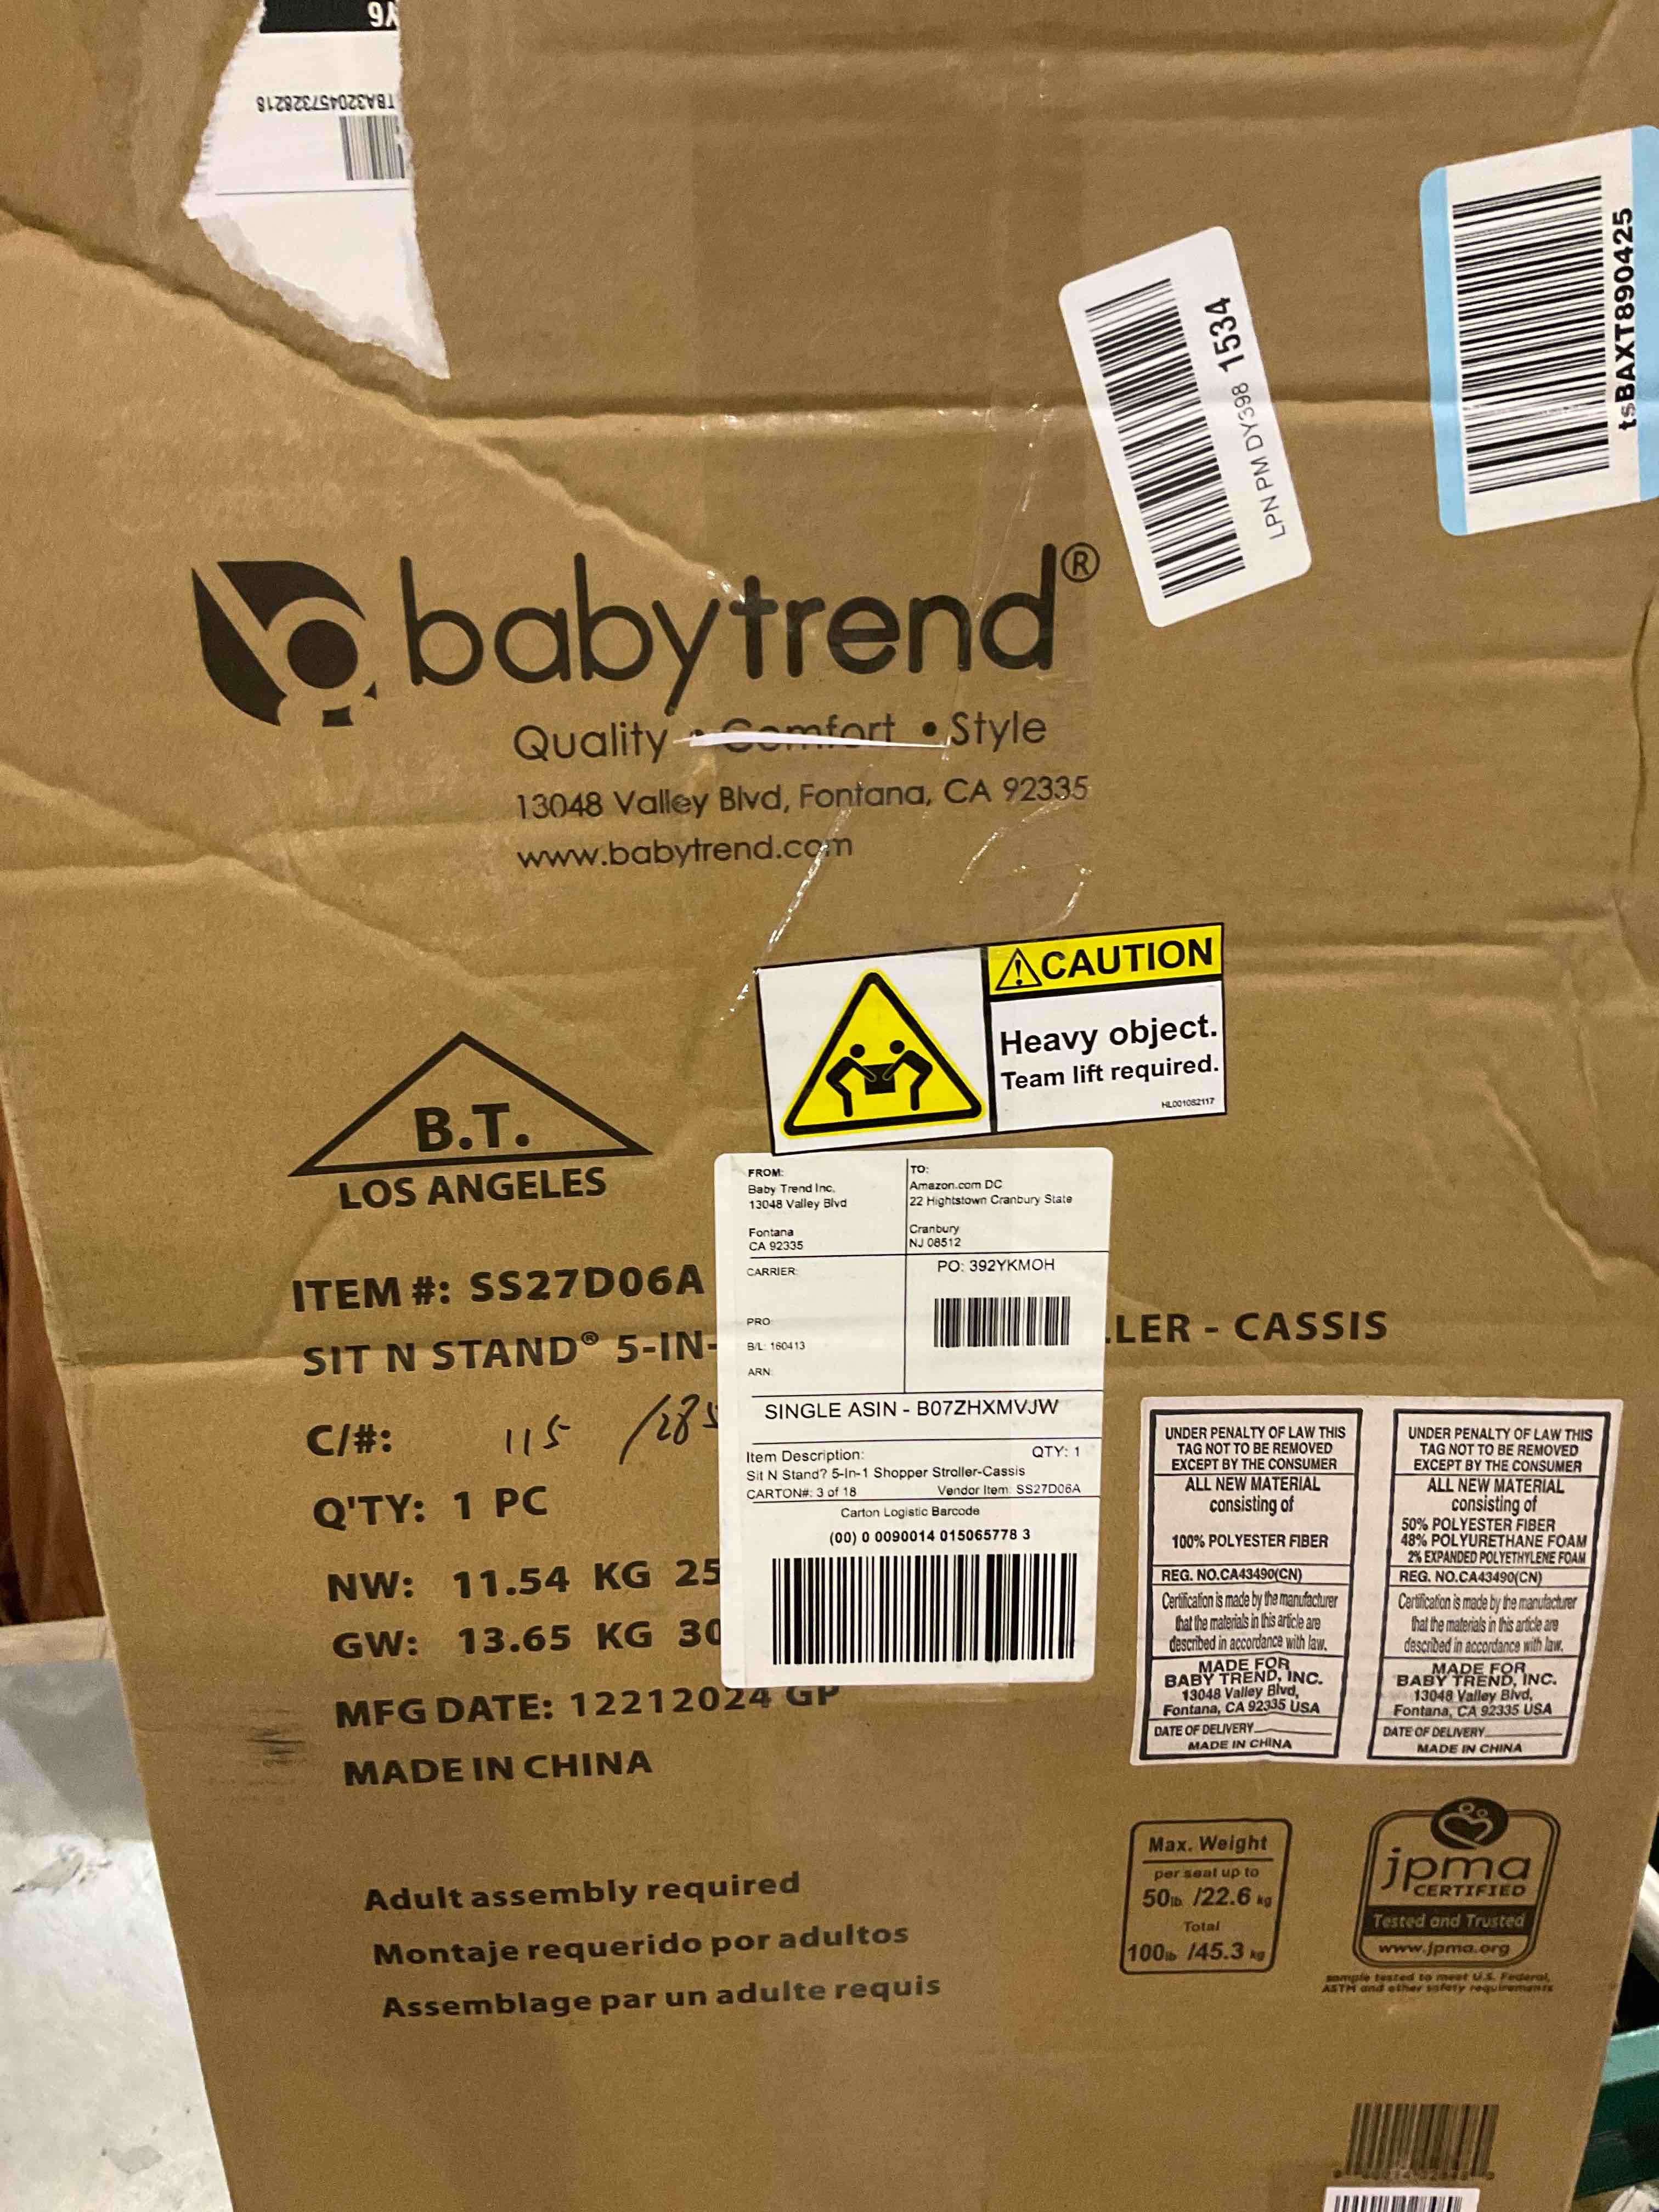 Y6
TBA320457328218
LPN PM DY398 1534
tsBAXT890425
babytrend®
Quality • Comfort • Style
13048 Valley Blvd, Fontana, CA 92335
www.babytrend.com
CAUTION
Heavy object.
Team lift required.
HL001082117
B.T.
LOS ANGELES
FROM:
Baby Trend Inc.
13048 Valley Blvd
Fontana
CA 92335
TO:
Amazon.com DC
22 Hightstown Cranbury State
Cranbury
NJ 08512
CARRIER:
PRO:
B/L: 160413
ARN:
PO: 392YKMOH
SINGLE ASIN - B07ZHXMVJW
Item Description: QTY: 1
Sit N Stand? 5-In-1 Shopper Stroller-Cassis
CARTON#: 3 of 18 Vendor Item: SS27D06A
Carton Logistic Barcode
(00) 0 0090014 015065778 3
ITEM #: SS27D06A
SIT N STAND® 5-IN- LLER - CASSIS
C/#: 115 /285
Q'TY: 1 PC
NW: 11.54 KG 25
GW: 13.65 KG 30
MFG DATE: 12212024 GP
MADE IN CHINA
UNDER PENALTY OF LAW THIS
TAG NOT TO BE REMOVED
EXCEPT BY THE CONSUMER
ALL NEW MATERIAL
consisting of
100% POLYESTER FIBER
REG. NO.CA43490(CN)
Certification is made by the manufacturer
that the materials in this article are
described in accordance with law.
MADE FOR
BABY TREND, INC.
13048 Valley Blvd,
Fontana, CA 92335 USA
DATE OF DELIVERY
MADE IN CHINA
UNDER PENALTY OF LAW THIS
TAG NOT TO BE REMOVED
EXCEPT BY THE CONSUMER
ALL NEW MATERIAL
consisting of
50% POLYESTER FIBER
48% POLYURETHANE FOAM
2% EXPANDED POLYETHYLENE FOAM
REG. NO.CA43490(CN)
Certification is made by the manufacturer
that the materials in this article are
described in accordance with law.
MADE FOR
BABY TREND, INC.
13048 Valley Blvd,
Fontana, CA 92335 USA
DATE OF DELIVERY
MADE IN CHINA
Adult assembly required
Montaje requerido por adultos
Assemblage par un adulte requis
Max. Weight
per seat up to
50lb /22.6 kg
Total
100lb /45.3 kg
jpma
CERTIFIED
Tested and Trusted
www.jpma.org
sample tested to meet U.S. Federal,
ASTM and other safety requirements